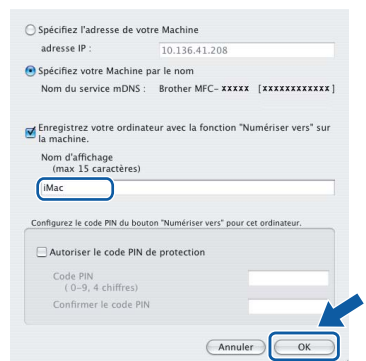 Spécifiez l'adresse de votre Machine
adresse IP : 10.136.41.208
Spécifiez votre Machine par le nom
Nom du service mDNS : Brother MFC- xxxxx [xxxxxxxxxxxx]
Enregistrez votre ordinateur avec la fonction "Numériser vers" sur
la machine.
Nom d'affichage
(max 15 caractères)
iMac
Configurez le code PIN du bouton "Numériser vers" pour cet ordinateur.
Autoriser le code PIN de protection
Code PIN
( 0-9, 4 chiffres)
Confirmer le code PIN
Annuler OK